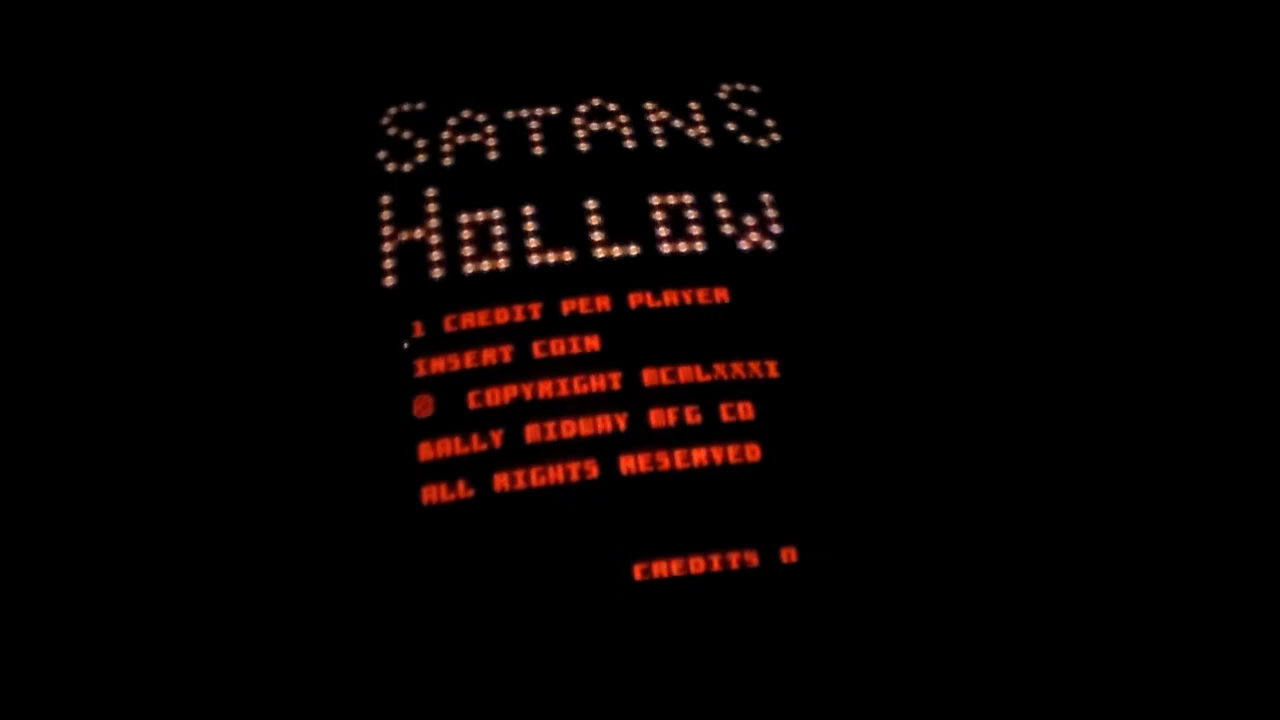 SATANS
HOLLOW
1 CREDIT PER PLAYER
INSERT COIN
© COPYRIGHT MCMLXXXI
BALLY MIDWAY MFG CO
ALL RIGHTS RESERVED
CREDITS 0